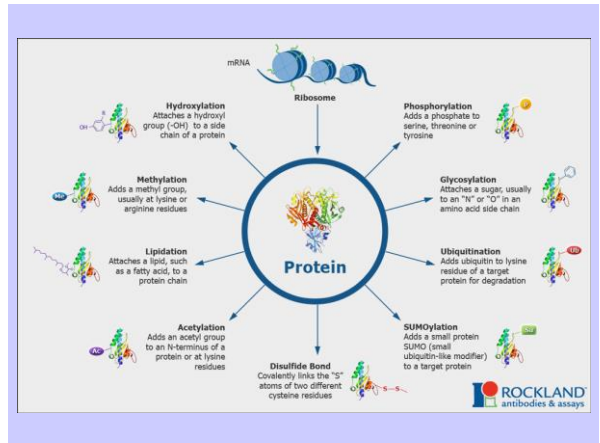 mRNA
Ribosome
Hydroxylation
Attaches a hydroxyl
group (-OH) to a side
chain of a protein
R
OH
Phosphorylation
Adds a phosphate to
serine, threonine or
tyrosine
Methylation
Adds a methyl group,
usually at lysine or
arginine residues
Me
Glycosylation
Attaches a sugar, usually
to an "N" or "O" in an
amino acid side chain
Protein
Lipidation
Attaches a lipid, such
as a fatty acid, to a
protein chain
Ubiquitination
Adds ubiquitin to lysine
residue of a target
protein for degradation
Acetylation
Adds an acetyl group
to an N-terminus of a
protein or at lysine
residues
Ac
Disulfide Bond
Covalently links the "S"
atoms of two different
cysteine residues
S S
SUMOylation
Adds a small protein
SUMO (small
ubiquitin-like modifier)
to a target protein
ROCKLAND
antibodies & assays